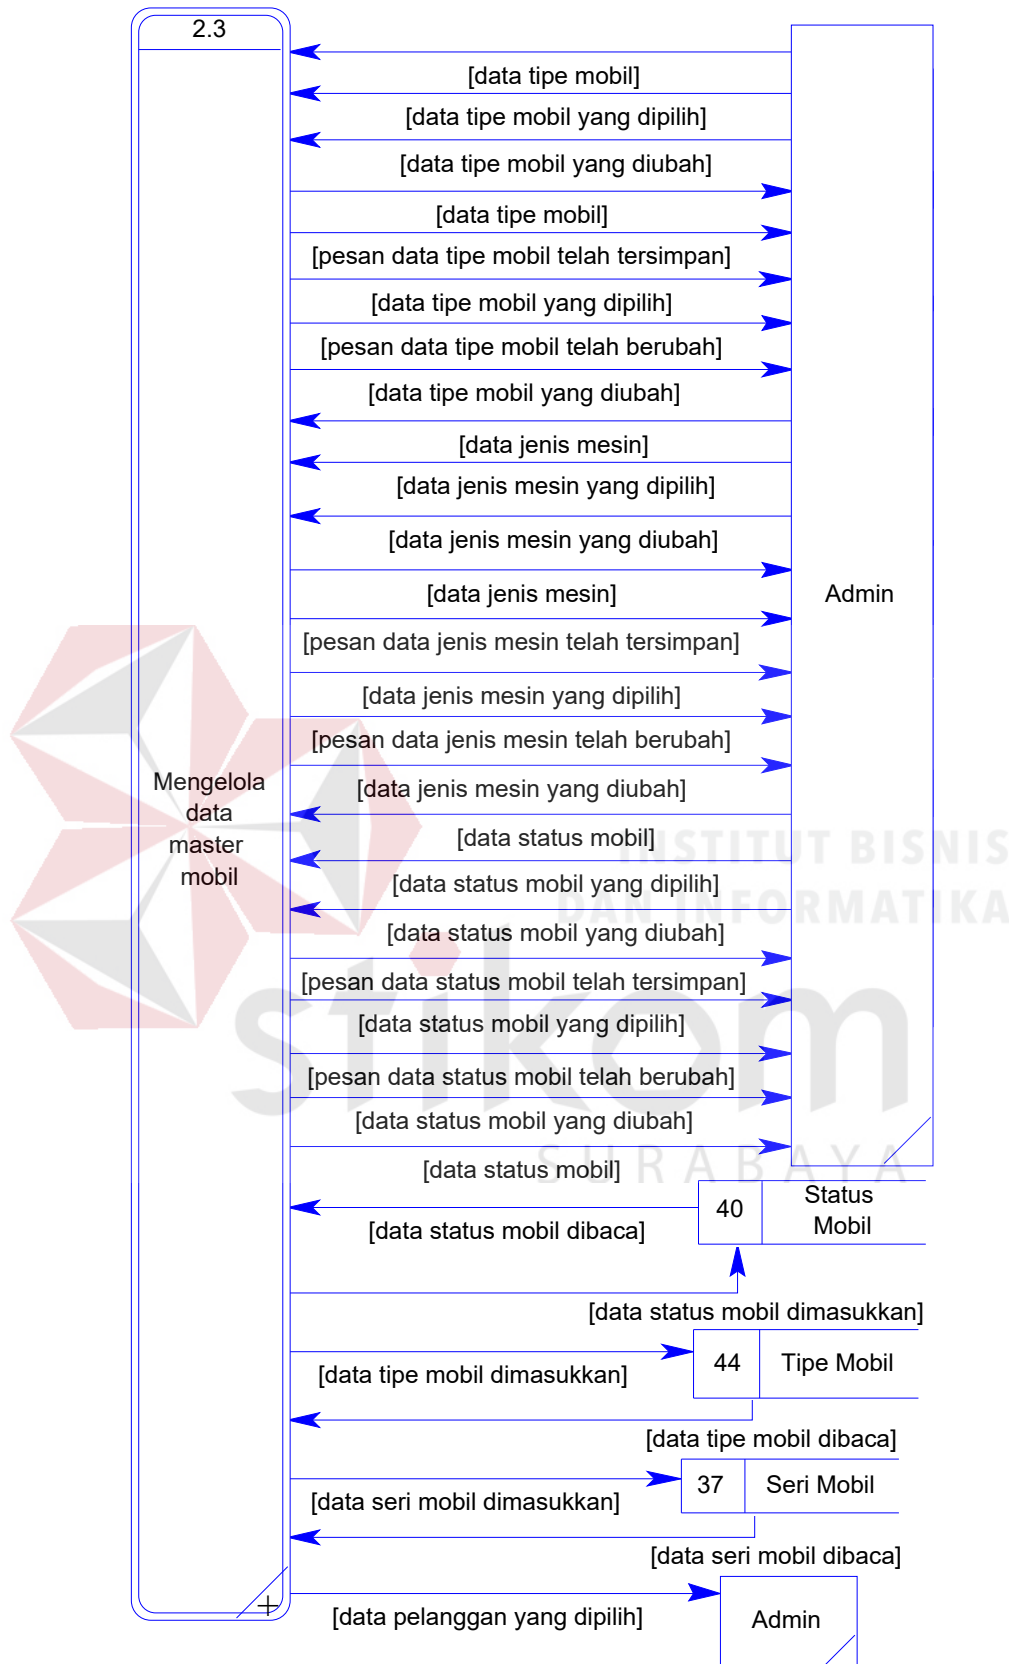 2.3
[data tipe mobil]
[data tipe mobil yang dipilih]
[data tipe mobil yang diubah]
[data tipe mobil]
[pesan data tipe mobil telah tersimpan]
[data tipe mobil yang dipilih]
[pesan data tipe mobil telah berubah]
[data tipe mobil yang diubah]
[data jenis mesin]
[data jenis mesin yang dipilih]
[data jenis mesin yang diubah]
[data jenis mesin]
Admin
[pesan data jenis mesin telah tersimpan]
[data jenis mesin yang dipilih]
[pesan data jenis mesin telah berubah]
Mengelola
data
master
mobil
[data jenis mesin yang diubah]
[data status mobil]
INSTITUT BISNIS
[data status mobil yang dipilih]
DAN INFORMATIKA
[data status mobil yang diubah]
[pesan data status mobil telah tersimpan]
stikom
[data status mobil yang dipilih]
[pesan data status mobil telah berubah]
[data status mobil yang diubah]
SURABAYA
[data status mobil]
40
Status
Mobil
[data status mobil dibaca]
[data status mobil dimasukkan]
44
Tipe Mobil
[data tipe mobil dimasukkan]
[data tipe mobil dibaca]
37
Seri Mobil
[data seri mobil dimasukkan]
[data seri mobil dibaca]
[data pelanggan yang dipilih]
Admin